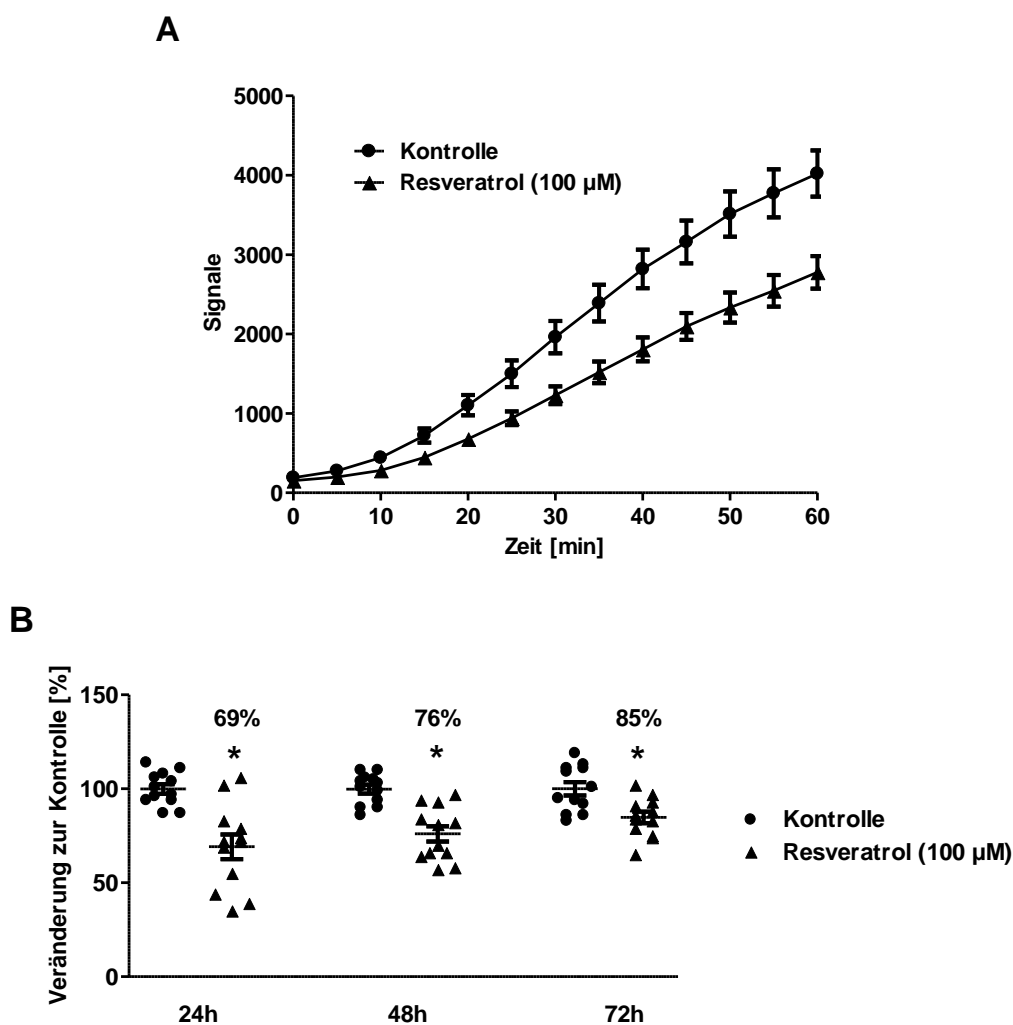 A
5000
4000
3000
2000
1000
0
Signale
Kontrolle
Resveratrol (100 µM)
0 10 20 30 40 50 60
Zeit [min]
B
Veränderung zur Kontrolle [%]
150
100
50
0
69% 76% 85%
* * *
24h 48h 72h
Kontrolle
Resveratrol (100 µM)